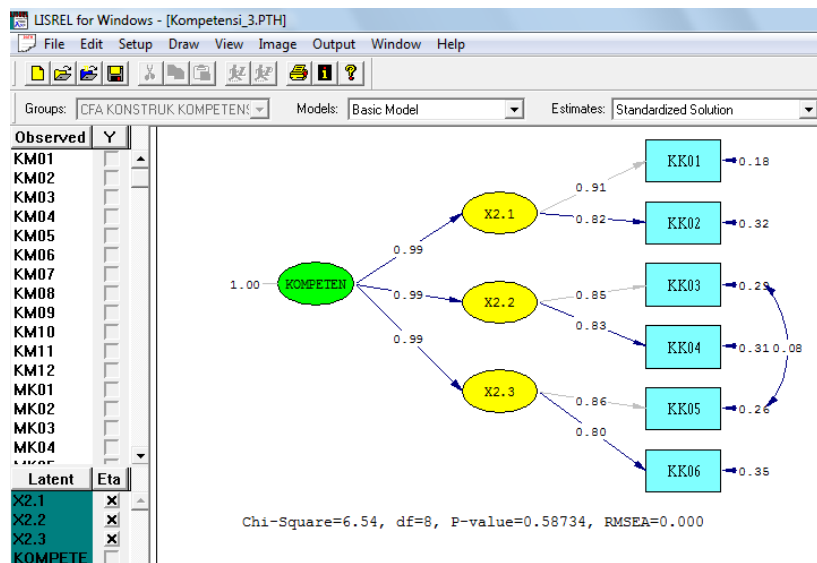 LISREL for Windows - [Kompetensi_3.PTH]
File Edit Setup Draw View Image Output Window Help
Groups: CFA KONSTRUK KOMPETENS Models: Basic Model Estimates: Standardized Solution
Observed Y
KM01
KM02
KM03
KM04
KM05
KM06
KM07
KM08
KM09
KM10
KM11
KM12
MK01
MK02
MK03
MK04
Latent Eta
X2.1
X2.2
X2.3
KOMPETE
1.00
KOMPETEN
0.99
0.99
0.99
X2.1
X2.2
X2.3
0.91
0.82
0.85
0.83
0.86
0.80
KK01 0.18
KK02 0.32
KK03 0.29
KK04 0.31 0.08
KK05 0.26
KK06 0.35
Chi-Square=6.54, df=8, P-value=0.58734, RMSEA=0.000